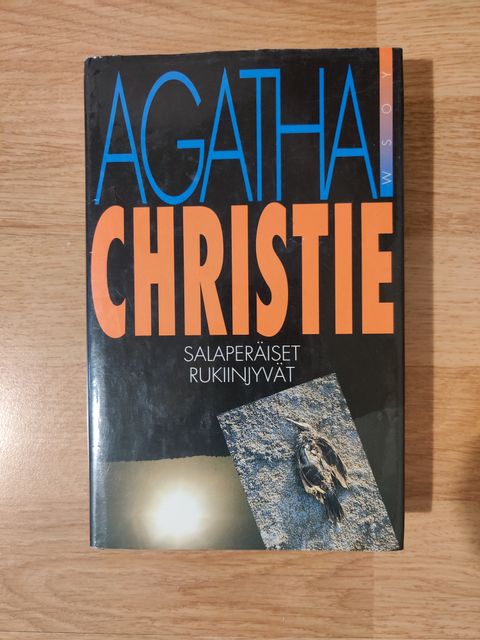 AGATHA
CHRISTIE
SALAPERÄISET
RUKIINJYVÄT
WSOY